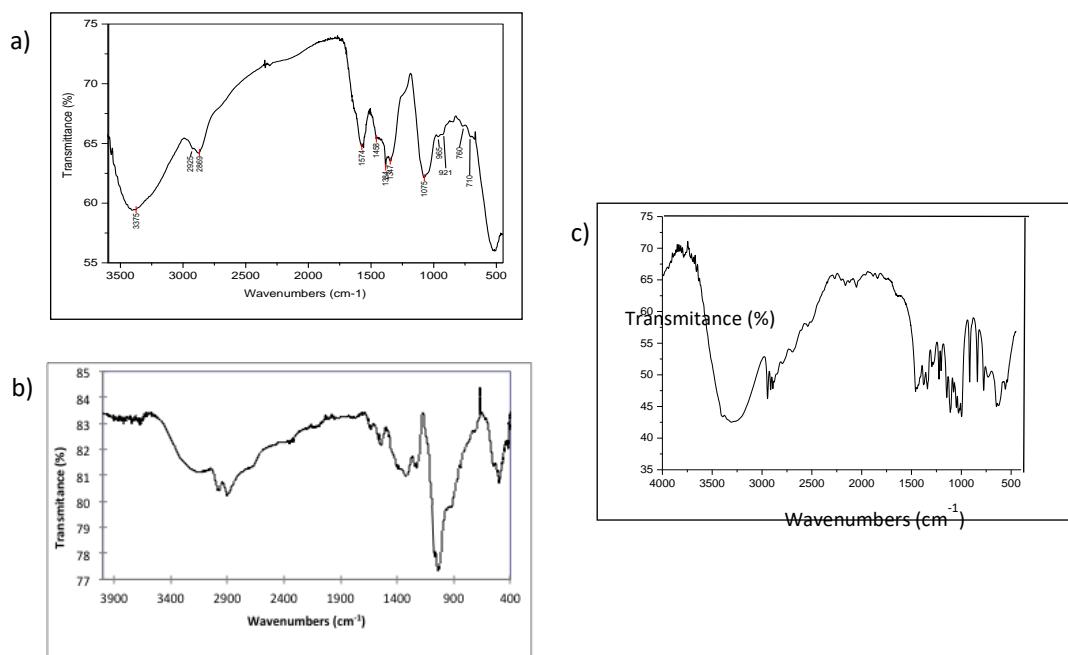 a)
75
70
65
60
55
Transmittance (%)
3375
2925
2869
1574
1458
1384
1347
1075
965
921
760
710
3500 3000 2500 2000 1500 1000 500
Wavenumbers (cm-1)
b)
85
84
83
82
81
80
79
78
77
Transmitance (%)
3900 3400 2900 2400 1900 1400 900 400
Wavenumbers (cm-1)
c)
75
70
65
60
55
50
45
40
35
Transmitance (%)
4000 3500 3000 2500 2000 1500 1000 500
Wavenumbers (cm-1)